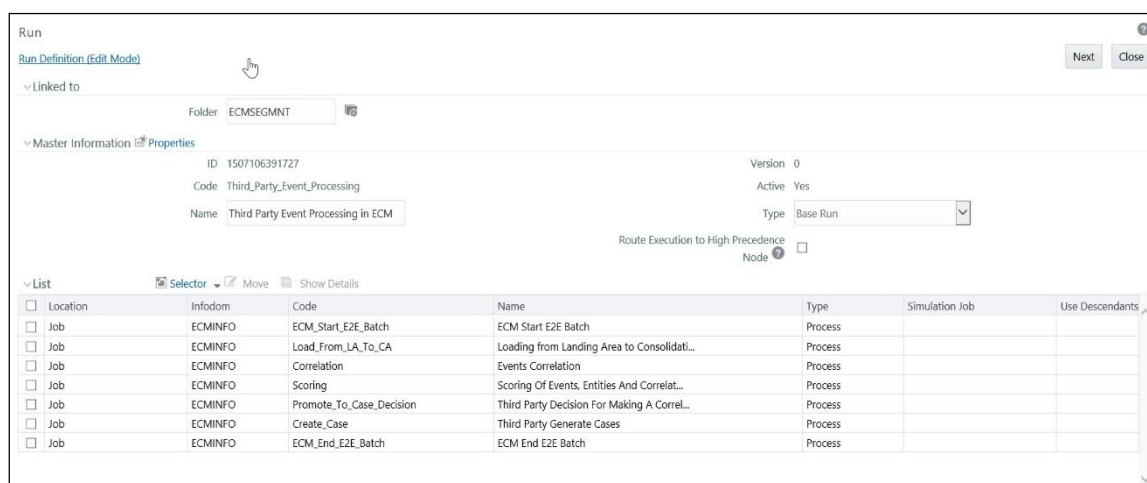 Run
Run Definition (Edit Mode)
Next Close
Linked to
Folder ECMSEGMNT
Master Information Properties
ID 1507106391727 Version 0
Code Third_Party_Event_Processing Active Yes
Name Third Party Event Processing in ECM Type Base Run
Route Execution to High Precedence
Node
List Selector Move Show Details
Location Infodom Code Name Type Simulation Job Use Descendants
Job ECMINFO ECM_Start_E2E_Batch ECM Start E2E Batch Process
Job ECMINFO Load_From_LA_To_CA Loading from Landing Area to Consolidati... Process
Job ECMINFO Correlation Events Correlation Process
Job ECMINFO Scoring Scoring Of Events, Entities And Correlat... Process
Job ECMINFO Promote_To_Case_Decision Third Party Decision For Making A Correl... Process
Job ECMINFO Create_Case Third Party Generate Cases Process
Job ECMINFO ECM_End_E2E_Batch ECM End E2E Batch Process